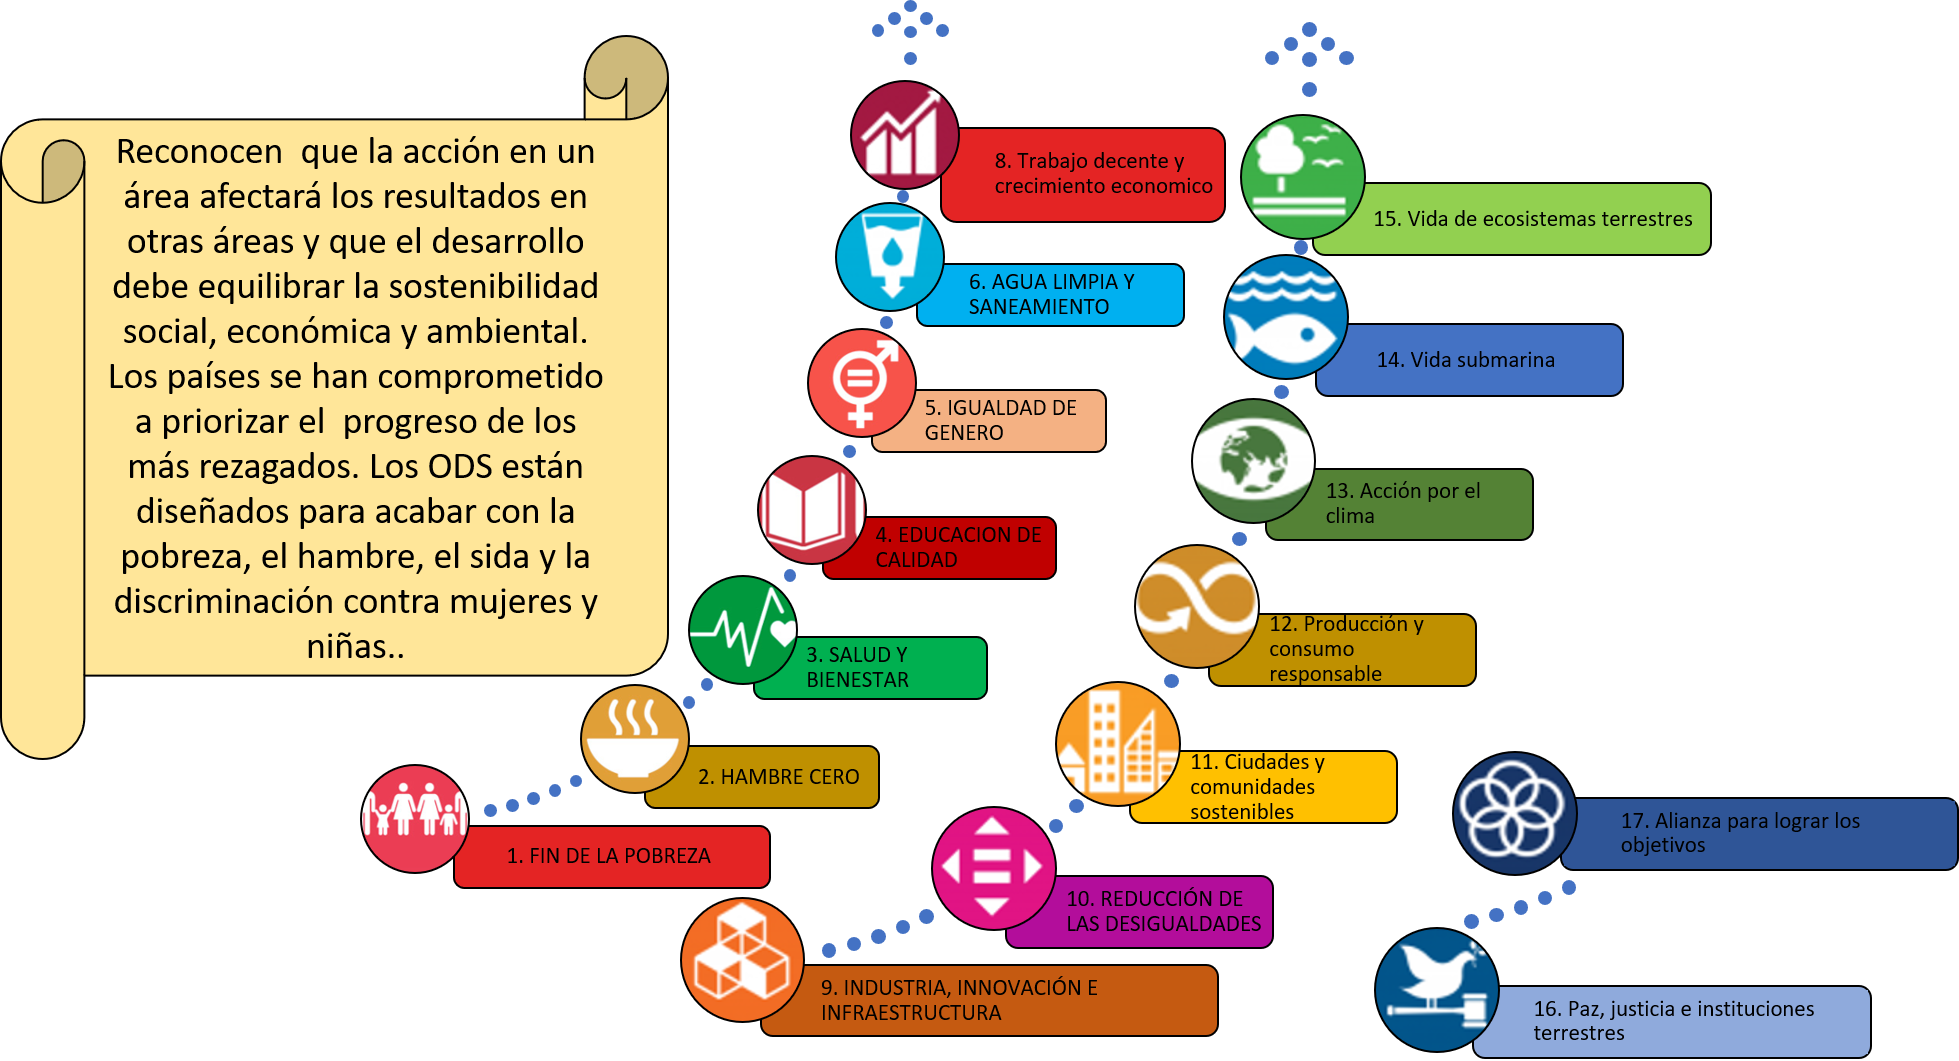 Reconocen  que la acción en un
área afectará los resultados en
otras áreas y que el desarrollo
debe equilibrar la sostenibilidad
social, económica y ambiental.
Los países se han comprometido
a priorizar el  progreso de los
más rezagados. Los ODS están
diseñados para acabar con la
pobreza, el hambre, el sida y la
discriminación contra mujeres y
niñas..
1. FIN DE LA POBREZA
2. HAMBRE CERO
3. SALUD Y
BIENESTAR
4. EDUCACION DE
CALIDAD
5. IGUALDAD DE
GENERO
6. AGUA LIMPIA Y
SANEAMIENTO
8. Trabajo decente y
crecimiento economico
9. INDUSTRIA, INNOVACIÓN E
INFRAESTRUCTURA
10. REDUCCIÓN DE
LAS DESIGUALDADES
11. Ciudades y
comunidades
sostenibles
12. Producción y
consumo
responsable
13. Acción por el
clima
14. Vida submarina
15. Vida de ecosistemas terrestres
16. Paz, justicia e instituciones
terrestres
17. Alianza para lograr los
objetivos